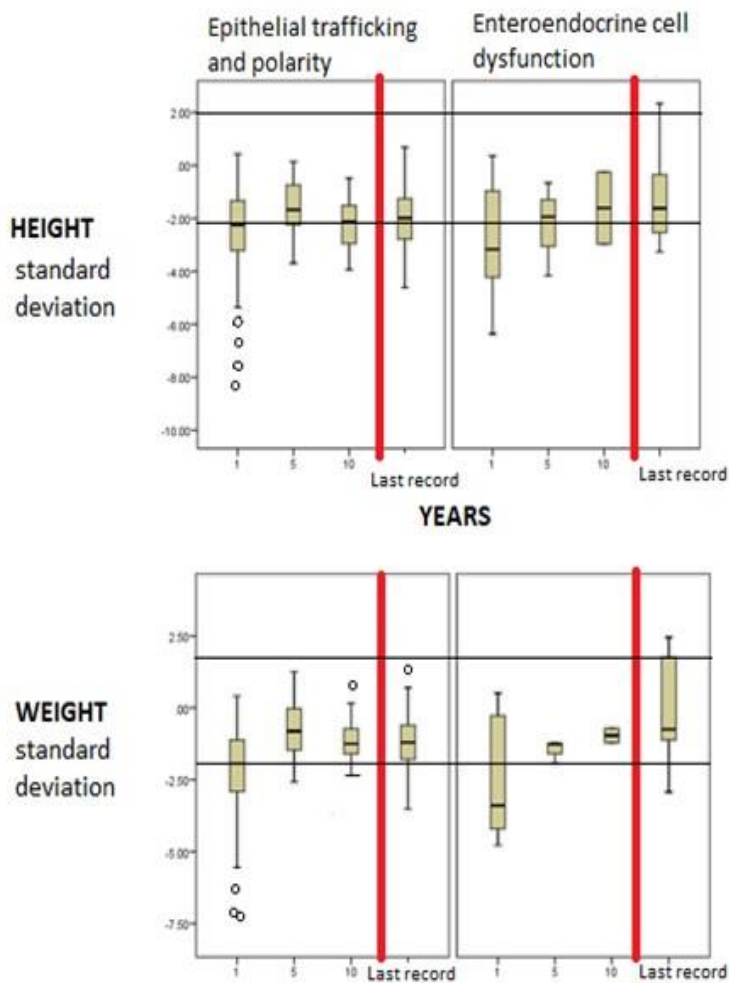 Epithelial trafficking
and polarity
Enteroendocrine cell
dysfunction
HEIGHT
standard
deviation
2.00
.00
-2.00
-4.00
-6.00
-8.00
-10.00
1
5
10
Last record
1
5
10
Last record
YEARS
WEIGHT
standard
deviation
2.50
.00
-2.50
-5.00
-7.50
1
5
10
Last record
1
5
10
Last record